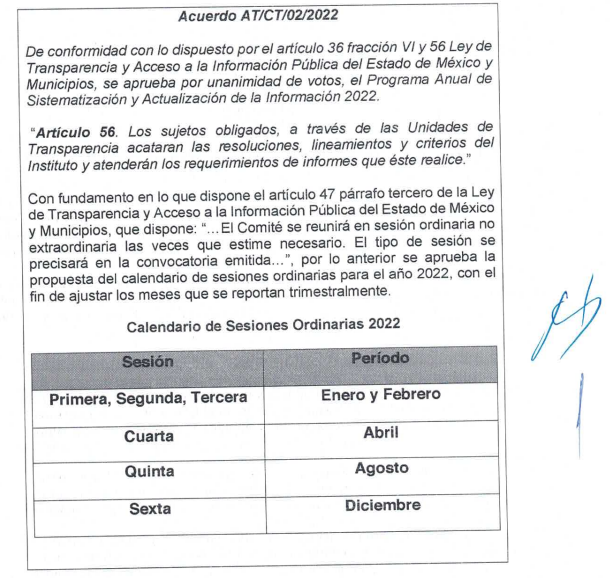 Acuerdo AT/CT/02/2022
De conformidad con lo dispuesto por el artículo 36 fracción VI y 56 Ley de
Transparencia y Acceso a la Información Pública del Estado de México y
Municipios, se aprueba por unanimidad de votos, el Programa Anual de
Sistematización y Actualización de la Información 2022.
“Artículo 56. Los sujetos obligados, a través de las Unidades de
Transparencia acataran las resoluciones, lineamientos y criterios del
Instituto y atenderán los requerimientos de informes que éste realice.”
Con fundamento en lo que dispone el artículo 47 párrafo tercero de la Ley
de Transparencia y Acceso a la Información Pública del Estado de México
y Municipios, que dispone: “…El Comité se reunirá en sesión ordinaria no
extraordinaria las veces que estime necesario. El tipo de sesión se
precisará en la convocatoria emitida…”, por lo anterior se aprueba la
propuesta del calendario de sesiones ordinarias para el año 2022, con el
fin de ajustar los meses que se reportan trimestralmente.
Calendario de Sesiones Ordinarias 2022
Sesión Período
Primera, Segunda, Tercera Enero y Febrero
Cuarta Abril
Quinta Agosto
Sexta Diciembre